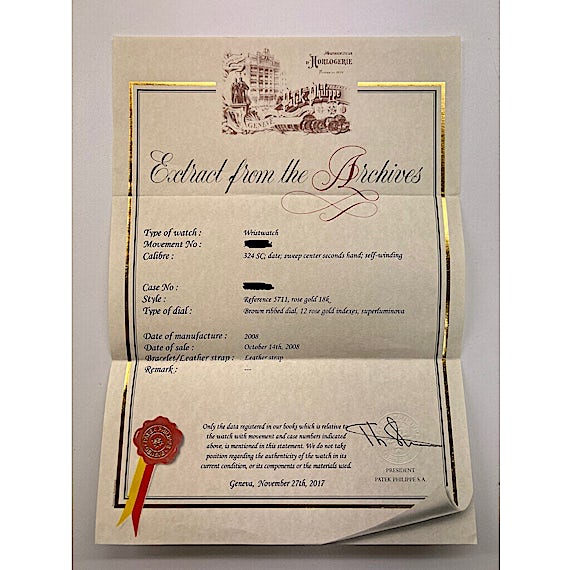 MANUFACTURE
D'HORLOGERIE
Patek Philippe
GENÈVE
Extract from the Archives
Type of watch : Wristwatch
Movement No :
Calibre : 324 SC; date; sweep center seconds hand; self-winding
Case No :
Style : Reference 5711, rose gold 18k
Type of dial : Brown ribbed dial, 12 rose gold indexes, superluminova
Date of manufacture : 2008
Date of sale : October 14th, 2008
Bracelet/Leather strap : Leather strap
Remark : ---
Only the data registered in our books which is relative to
the watch with movement and case numbers indicated
above, is mentioned in this statement. We do not take
position regarding the authenticity of the watch in its
current condition, or its components or the materials used.
Geneva, November 27th, 2017
PRESIDENT
PATEK PHILIPPE S.A.